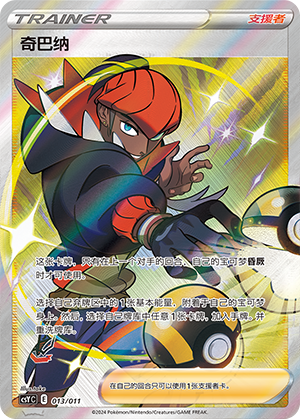 TRAINER
支援者
奇巴纳
这张卡牌，只有在上一个对手的回合，自己的宝可梦昏厥
时才可使用。
选择自己弃牌区中的1张基本能量，附着于自己的宝可梦
身上。然后，选择自己牌库中任意1张卡牌，加入手牌。并
重洗牌库。
csYC C 013/011
在自己的回合只可以使用1张支援者卡。
©2024 Pokémon/Nintendo/Creatures/GAME FREAK.